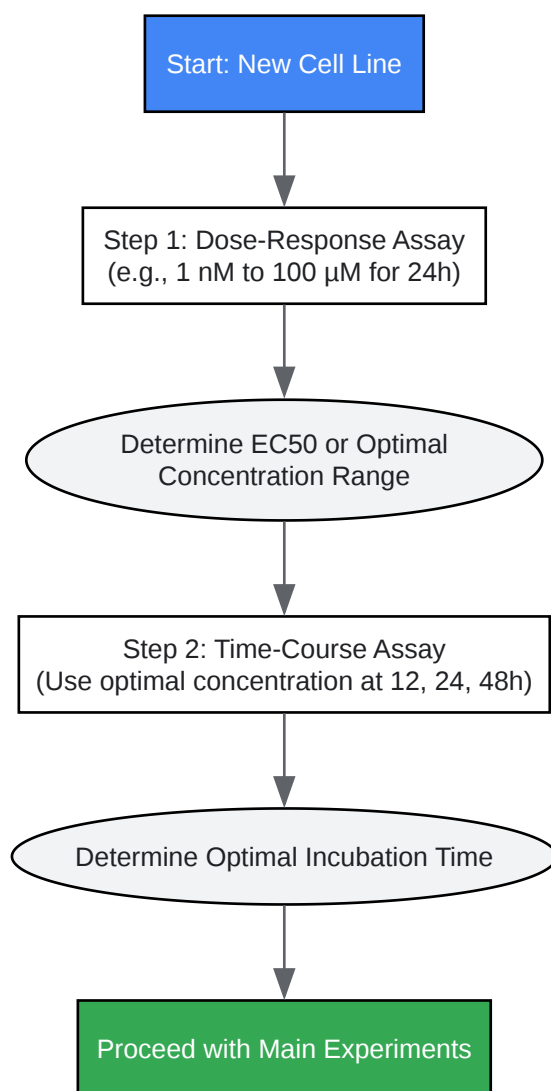 Start: New Cell Line
Step 1: Dose-Response Assay
(e.g., 1 nM to 100 µM for 24h)
Determine EC50 or Optimal
Concentration Range
Step 2: Time-Course Assay
(Use optimal concentration at 12, 24, 48h)
Determine Optimal Incubation Time
Proceed with Main Experiments